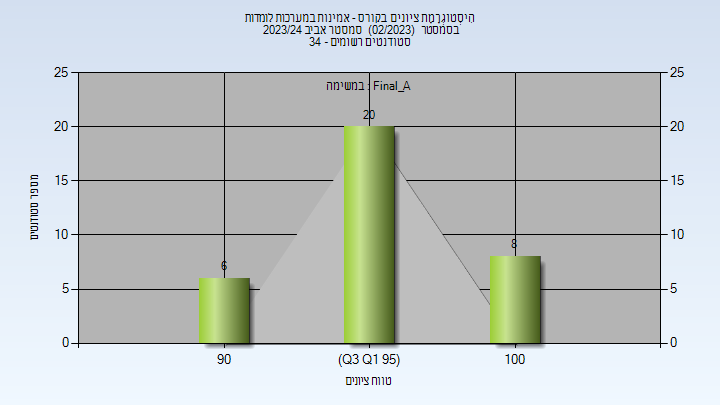 היסטוגרמת ציונים בקורס - אמינות במערכות לומדות
בסמסטר (02/2023) סמסטר אביב 2023/24
סטודנטים רשומים - 34
במשימה : Final_A
25 25
20 20
15 15
10 10
5 5
0 0
20
8
6
מספר סטודנטים
90 (Q3 Q1 95) 100
טווח ציונים